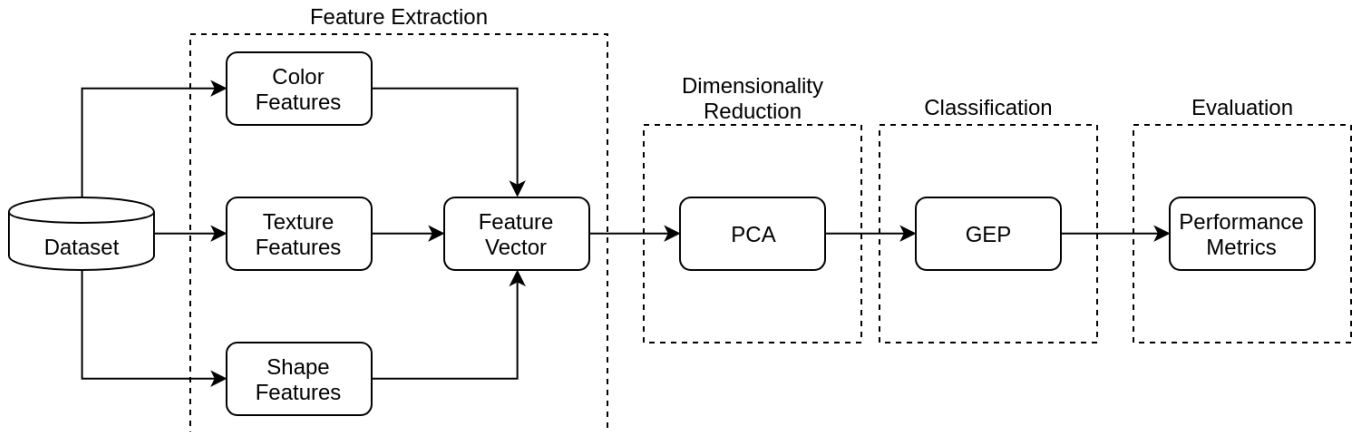 Feature Extraction
Color
Features
Dimensionality
Reduction
Classification
Evaluation
Dataset
Texture
Features
Feature
Vector
PCA
GEP
Performance
Metrics
Shape
Features